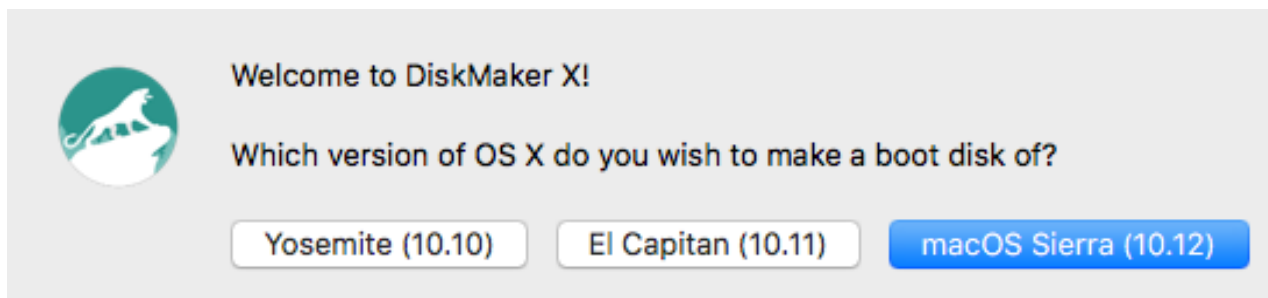 Welcome to DiskMaker X!
Which version of OS X do you wish to make a boot disk of?
Yosemite (10.10) El Capitan (10.11) macOS Sierra (10.12)